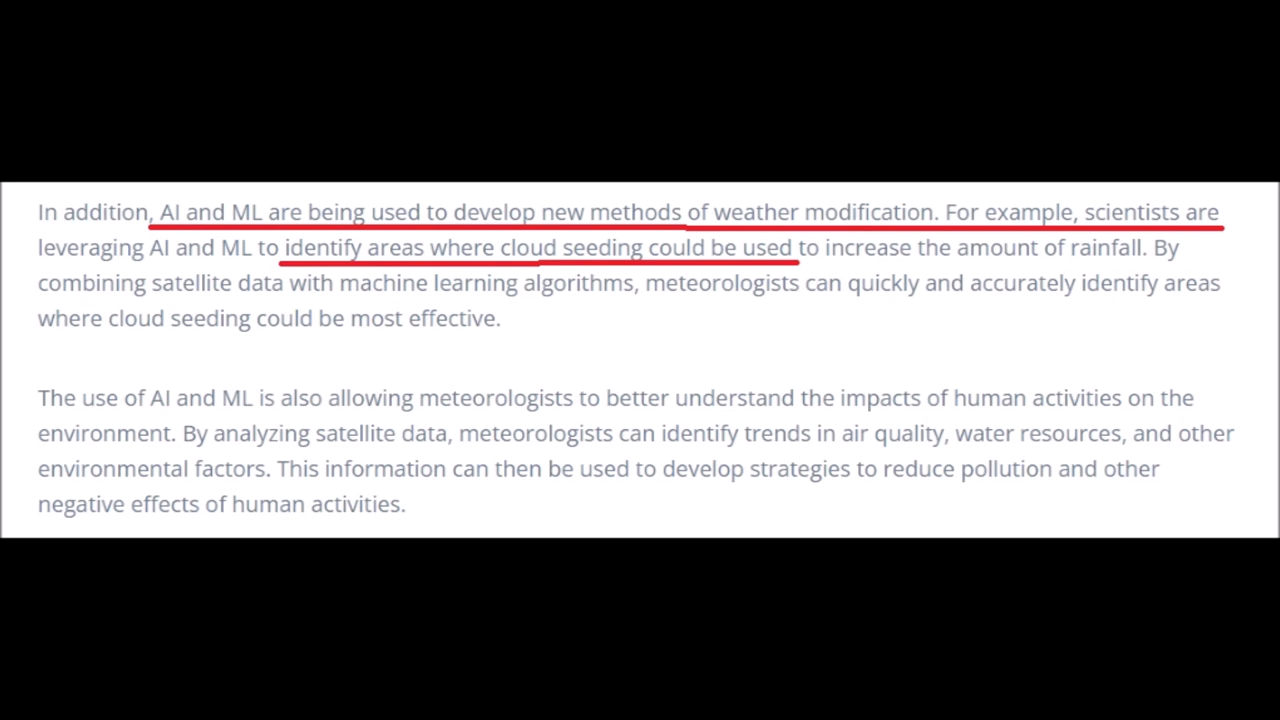 In addition, AI and ML are being used to develop new methods of weather modification. For example, scientists are
leveraging AI and ML to identify areas where cloud seeding could be used to increase the amount of rainfall. By
combining satellite data with machine learning algorithms, meteorologists can quickly and accurately identify areas
where cloud seeding could be most effective.
The use of AI and ML is also allowing meteorologists to better understand the impacts of human activities on the
environment. By analyzing satellite data, meteorologists can identify trends in air quality, water resources, and other
environmental factors. This information can then be used to develop strategies to reduce pollution and other
negative effects of human activities.